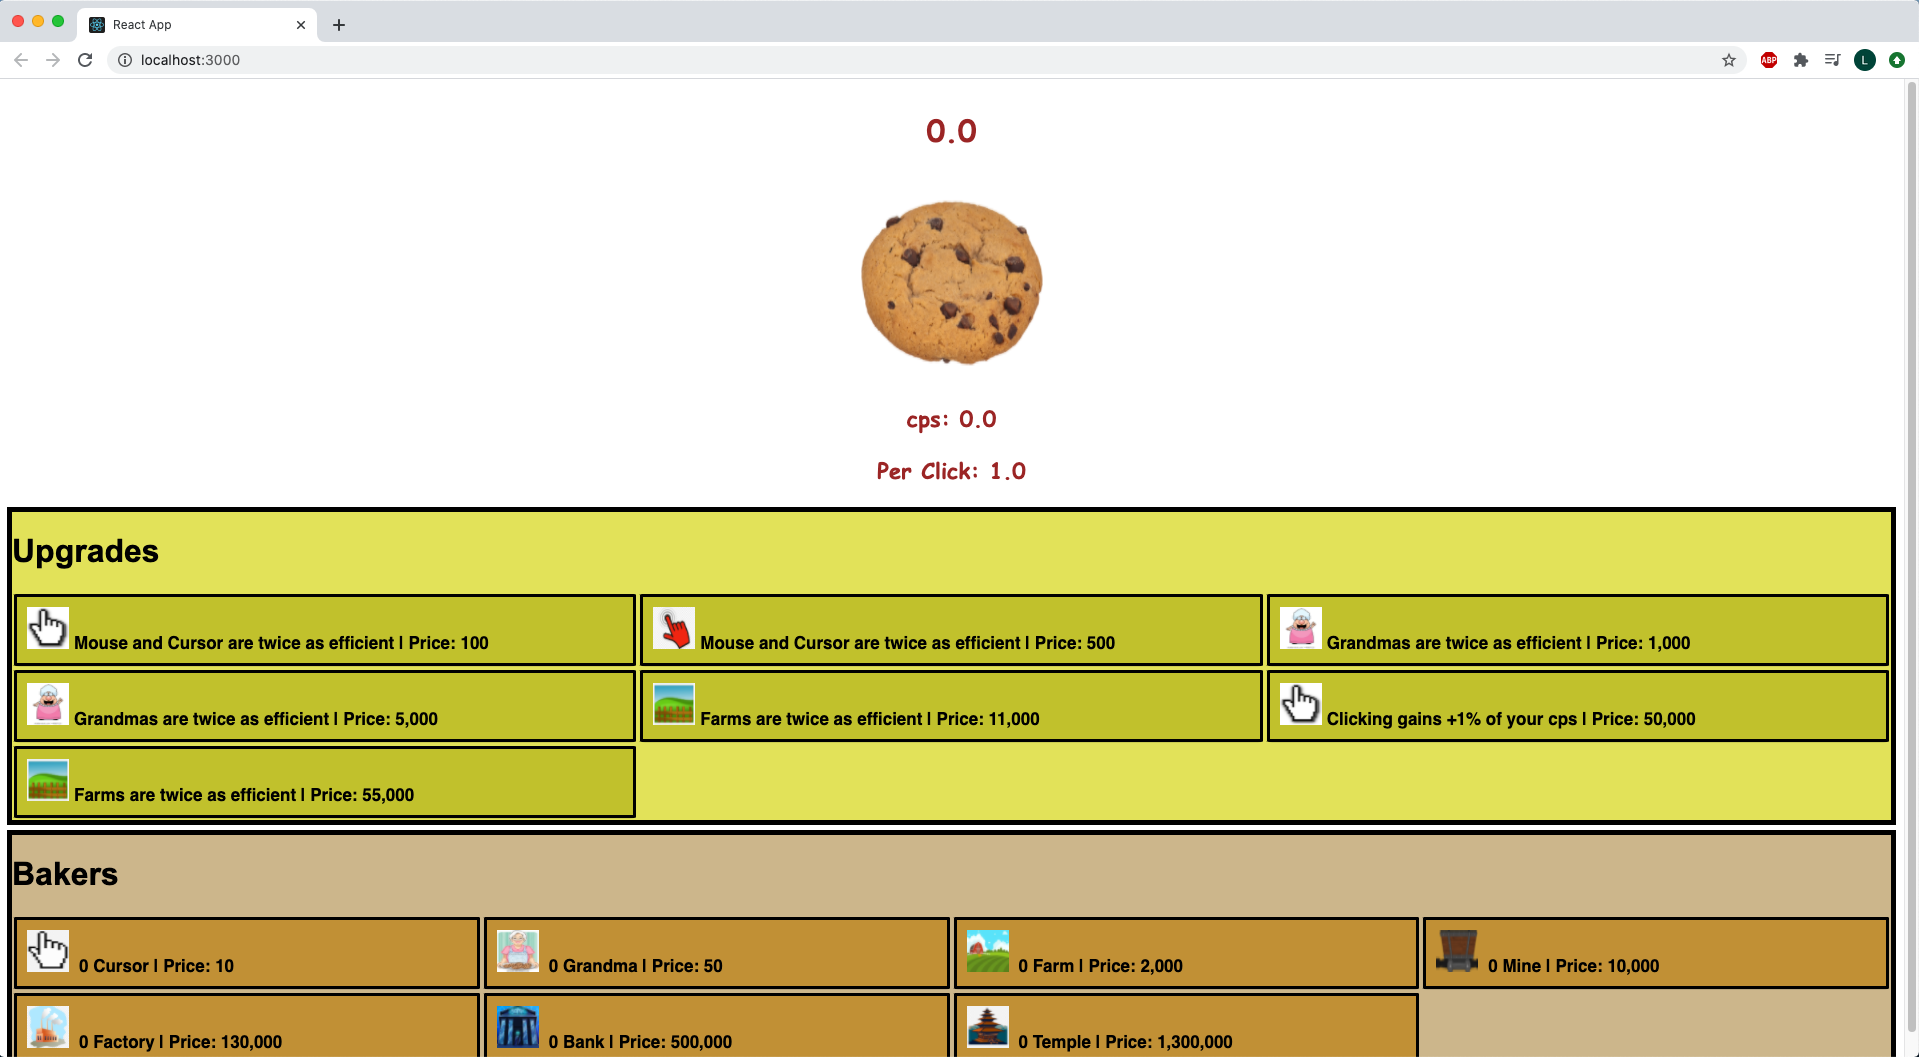 React App
localhost:3000
ABP
L
0.0
cps: 0.0
Per Click: 1.0
Upgrades
Mouse and Cursor are twice as efficient | Price: 100
Mouse and Cursor are twice as efficient | Price: 500
Grandmas are twice as efficient | Price: 1,000
Grandmas are twice as efficient | Price: 5,000
Farms are twice as efficient | Price: 11,000
Clicking gains +1% of your cps | Price: 50,000
Farms are twice as efficient | Price: 55,000
Bakers
0 Cursor | Price: 10
0 Grandma | Price: 50
0 Farm | Price: 2,000
0 Mine | Price: 10,000
0 Factory | Price: 130,000
0 Bank | Price: 500,000
0 Temple | Price: 1,300,000